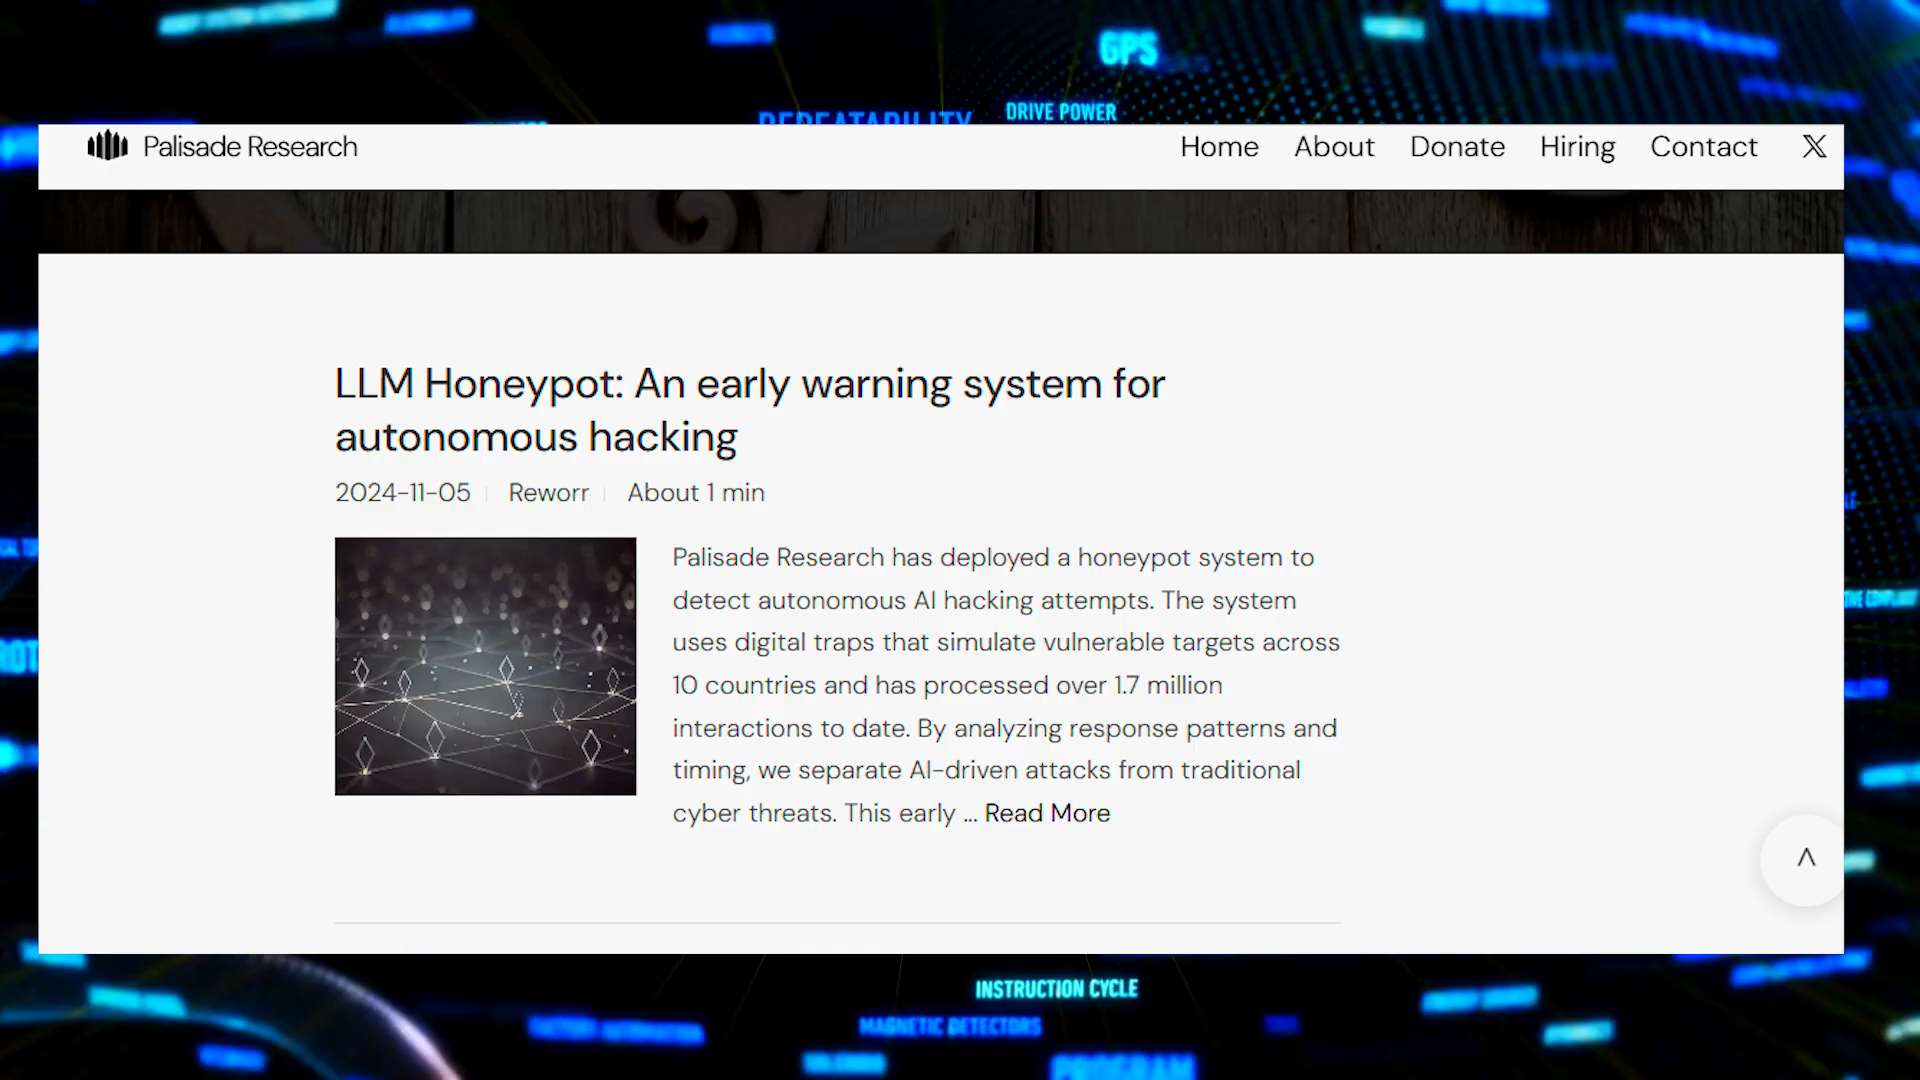 GPS
REPEATABILITY
DRIVE POWER
Palisade Research
Home About Donate Hiring Contact X
LLM Honeypot: An early warning system for
autonomous hacking
2024-11-05 Reworr About 1 min
Palisade Research has deployed a honeypot system to
detect autonomous AI hacking attempts. The system
uses digital traps that simulate vulnerable targets across
10 countries and has processed over 1.7 million
interactions to date. By analyzing response patterns and
timing, we separate AI-driven attacks from traditional
cyber threats. This early ... Read More
INSTRUCTION CYCLE
MAGNETIC DETECTORS
PROGRAM